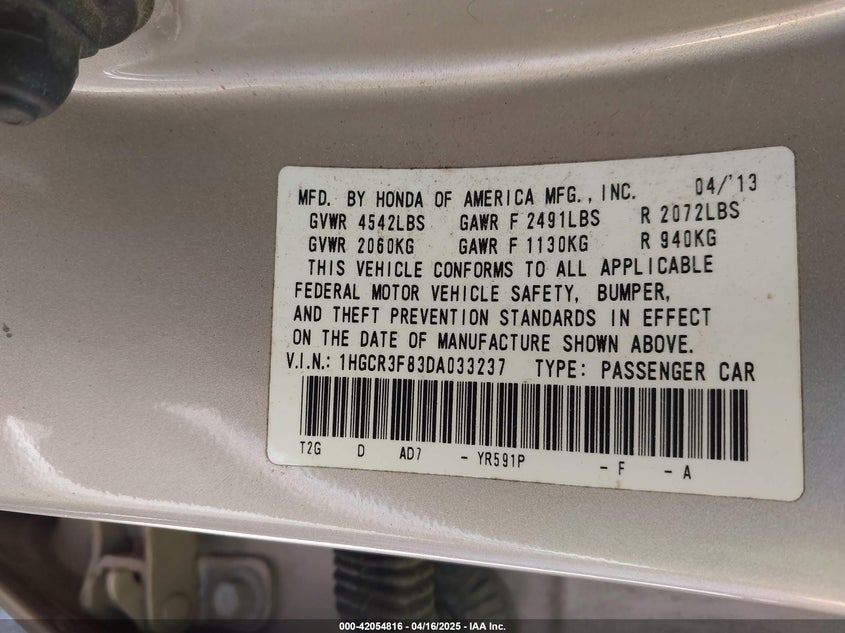 MFD. BY HONDA OF AMERICA MFG., INC. 04/'13
GVWR 4542LBS GAWR F 2491LBS R 2072LBS
GVWR 2060KG GAWR F 1130KG R 940KG
THIS VEHICLE CONFORMS TO ALL APPLICABLE
FEDERAL MOTOR VEHICLE SAFETY, BUMPER,
AND THEFT PREVENTION STANDARDS IN EFFECT
ON THE DATE OF MANUFACTURE SHOWN ABOVE.
V.I.N.: 1HGCR3F83DA033237 TYPE: PASSENGER CAR
T2G D AD7 - YR591P - F - A
000-42054816 - 04/16/2025 - IAA Inc.